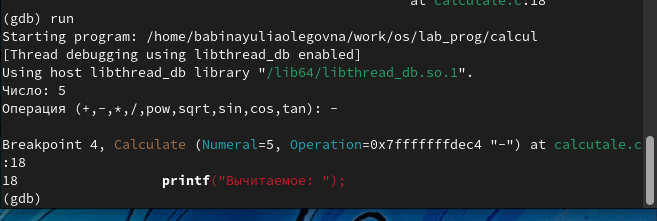 at calcutale.c:18
(gdb) run
Starting program: /home/babinayuliaolegovna/work/os/lab_prog/calcul
[Thread debugging using libthread_db enabled]
Using host libthread_db library "/lib64/libthread_db.so.1".
Число: 5
Операция (+,-,*,/,pow,sqrt,sin,cos,tan): -
Breakpoint 4, Calculate (Numeral=5, Operation=0x7fffffffdec4 "-") at calcutale.c
:18
18 printf("Вычитаемое: ");
(gdb)